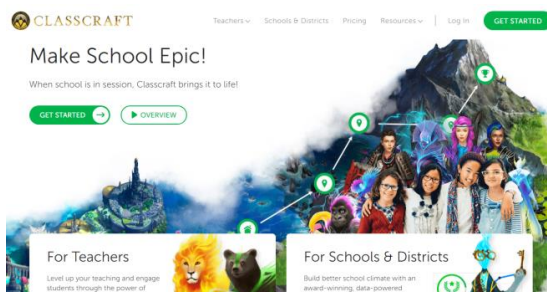 CLASSCRAFT
Teachers Schools & Districts Pricing Resources Log In GET STARTED
Make School Epic!
When school is in session, Classcraft brings it to life!
GET STARTED OVERVIEW
For Teachers
Level up your teaching and engage
students through the power of
For Schools & Districts
Build better school climate with an
award-winning, data-powered